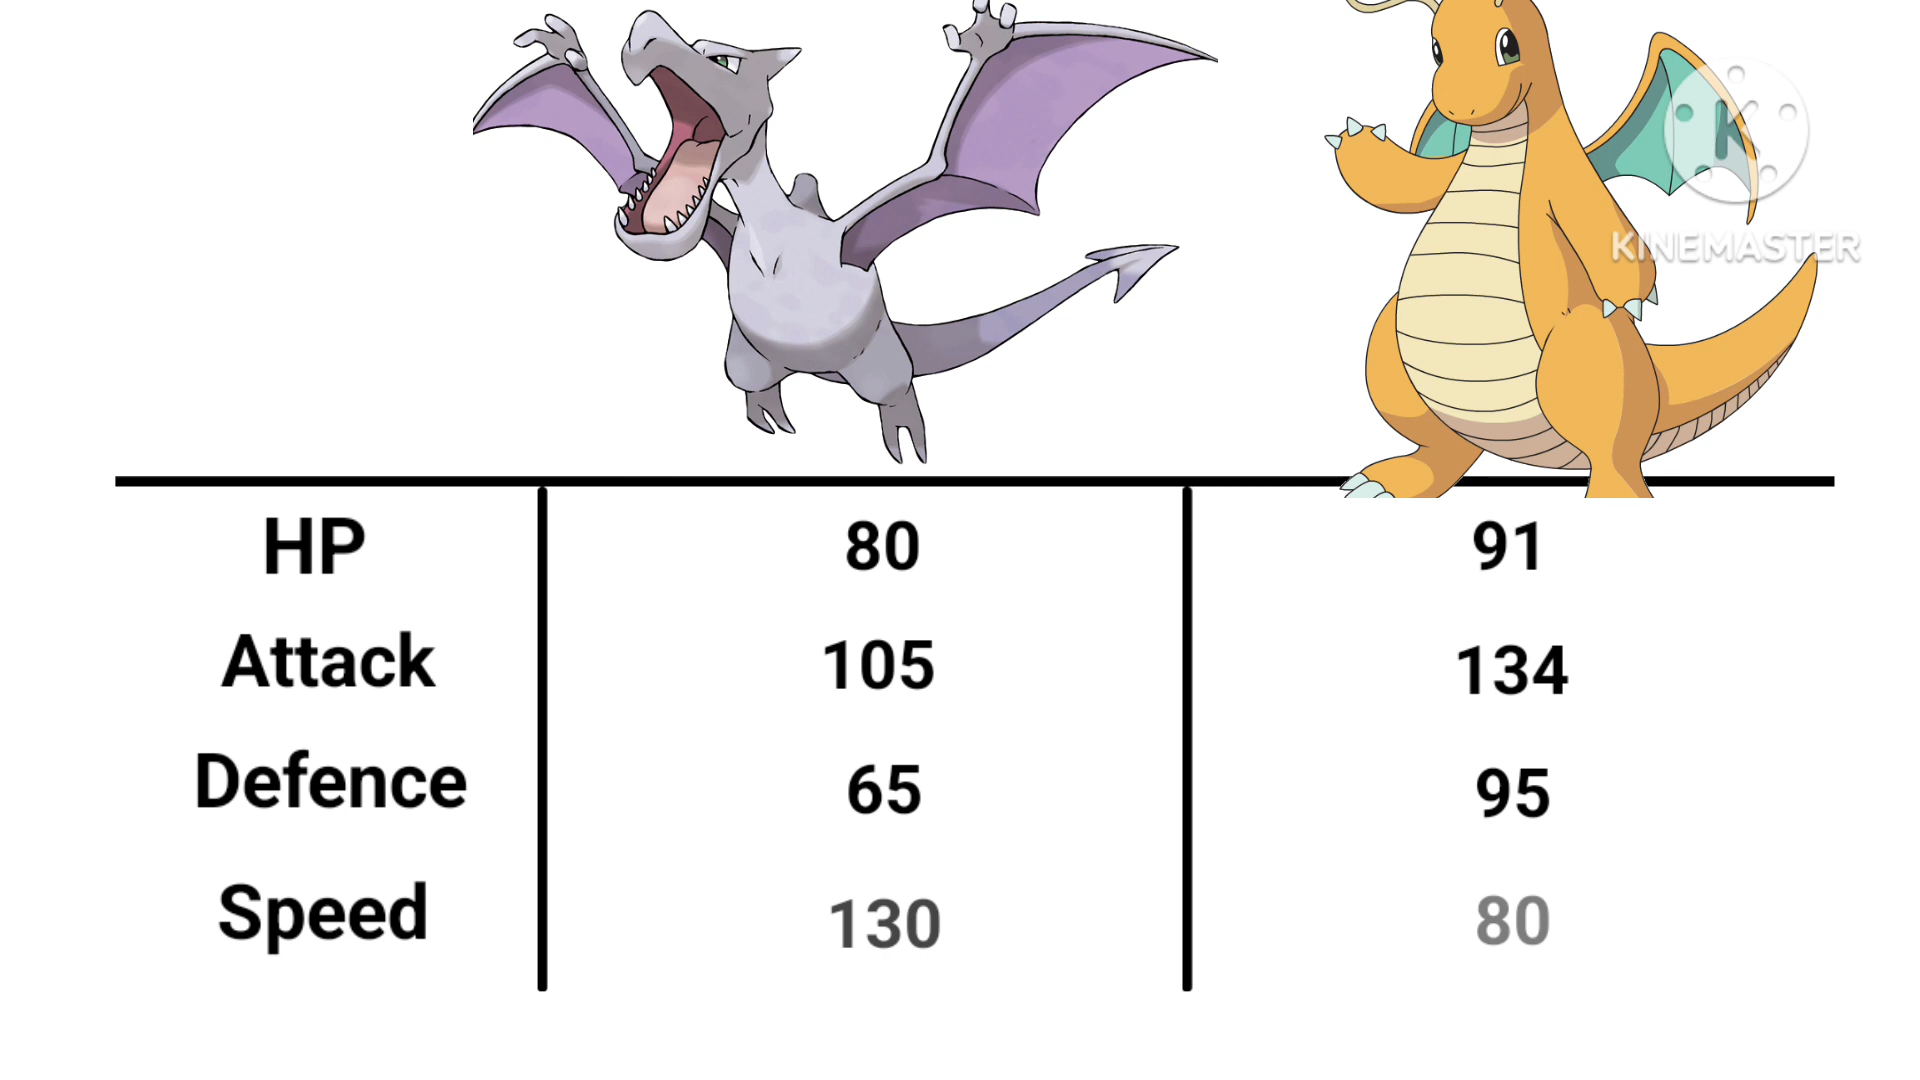 K
KINEMASTER
HP 80 91
Attack 105 134
Defence 65 95
Speed 130 80